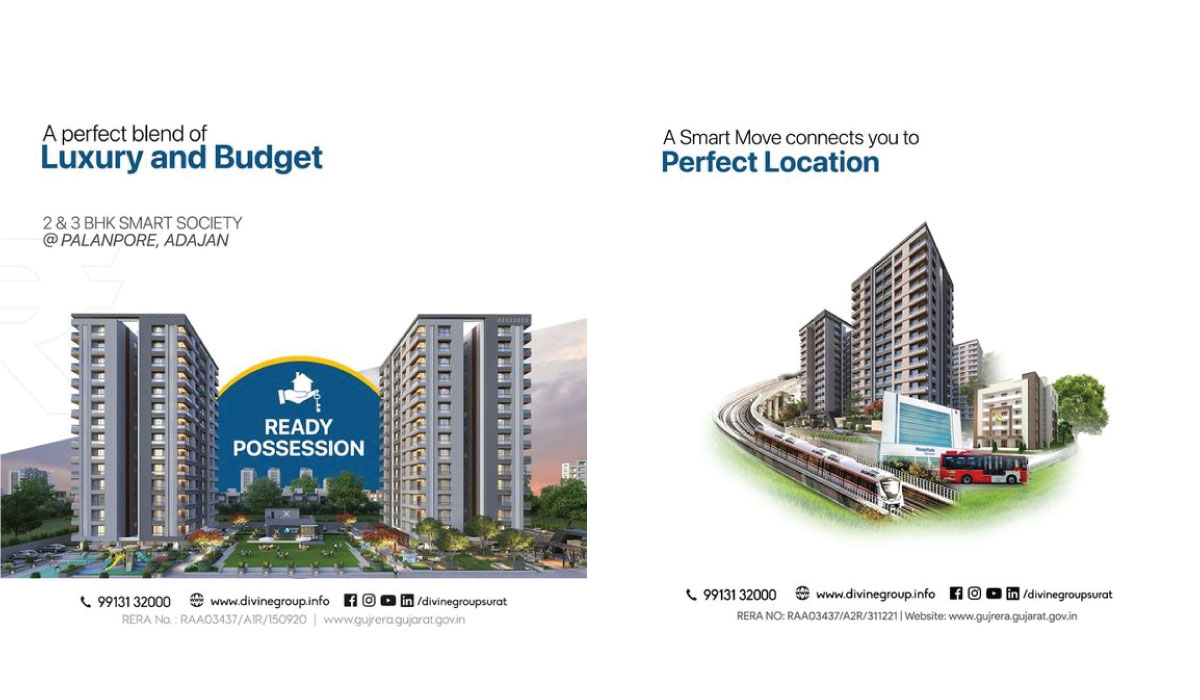 A perfect blend of
Luxury and Budget
2 & 3 BHK SMART SOCIETY
@ PALANPORE, ADAJAN
READY
POSSESSION
99131 32000 www.divinegroup.info /divinegroupsurat
RERA No. : RAA03437/A1R/150920 | www.gujrera.gujarat.gov.in
A Smart Move connects you to
Perfect Location
Hospitals
99131 32000 www.divinegroup.info /divinegroupsurat
RERA NO: RAA03437/A2R/311221 | Website: www.gujrera.gujarat.gov.in